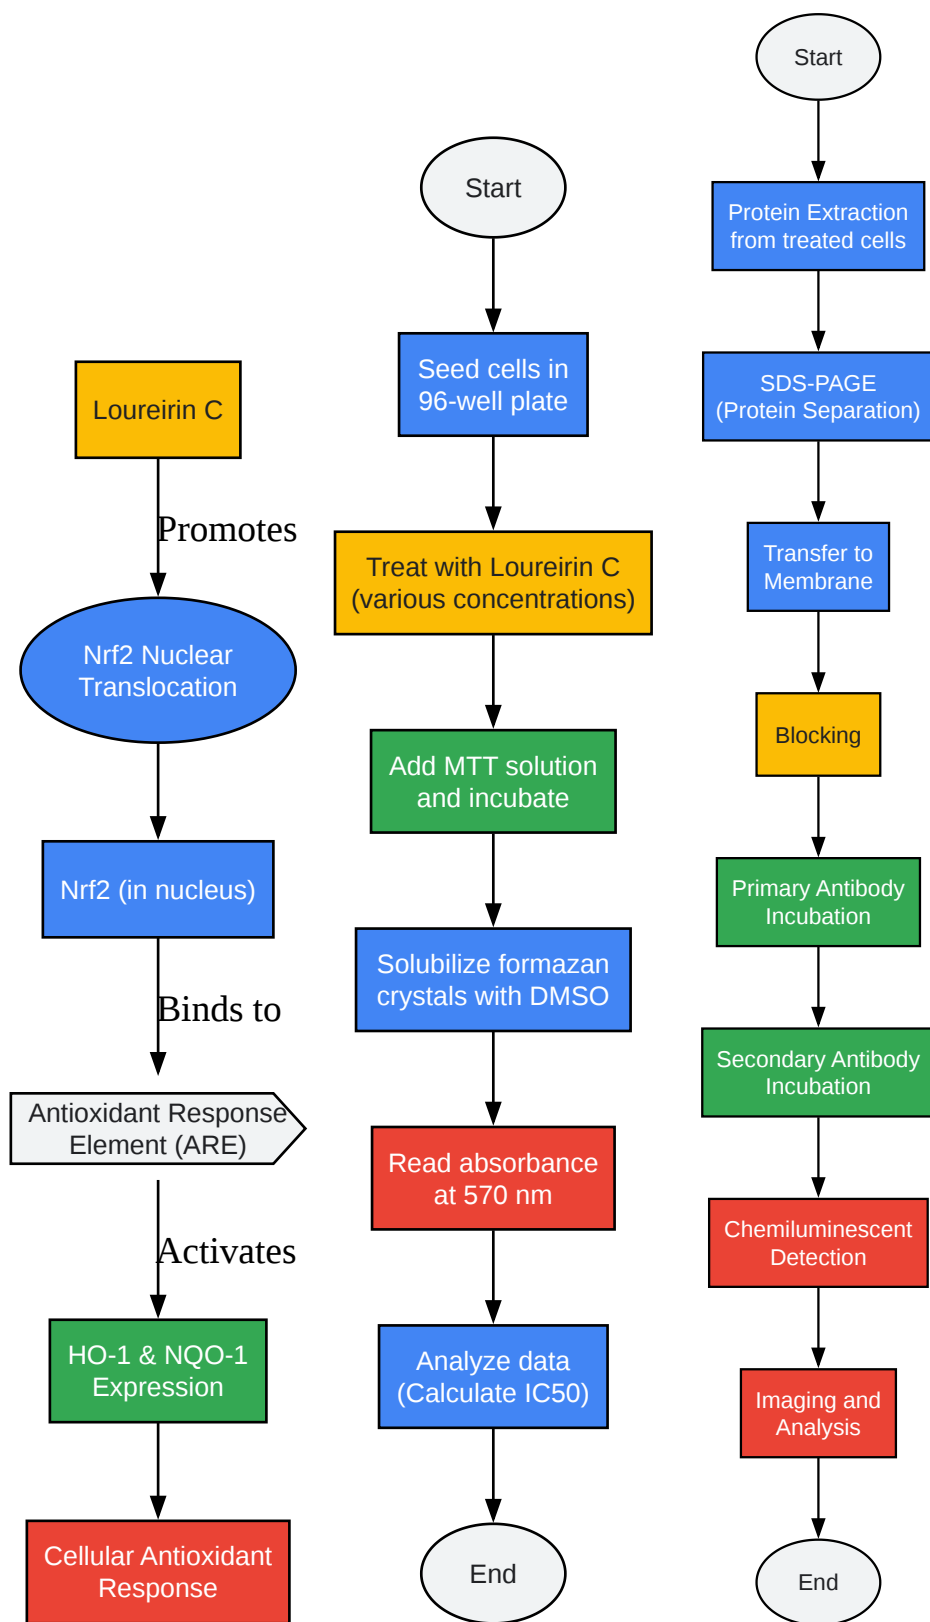 Loureirin C
Promotes
Nrf2 Nuclear
Translocation
Nrf2 (in nucleus)
Binds to
Antioxidant Response
Element (ARE)
Activates
HO-1 & NQO-1
Expression
Cellular Antioxidant
Response
Start
Seed cells in
96-well plate
Treat with Loureirin C
(various concentrations)
Add MTT solution
and incubate
Solubilize formazan
crystals with DMSO
Read absorbance
at 570 nm
Analyze data
(Calculate IC50)
End
Start
Protein Extraction
from treated cells
SDS-PAGE
(Protein Separation)
Transfer to
Membrane
Blocking
Primary Antibody
Incubation
Secondary Antibody
Incubation
Chemiluminescent
Detection
Imaging and
Analysis
End